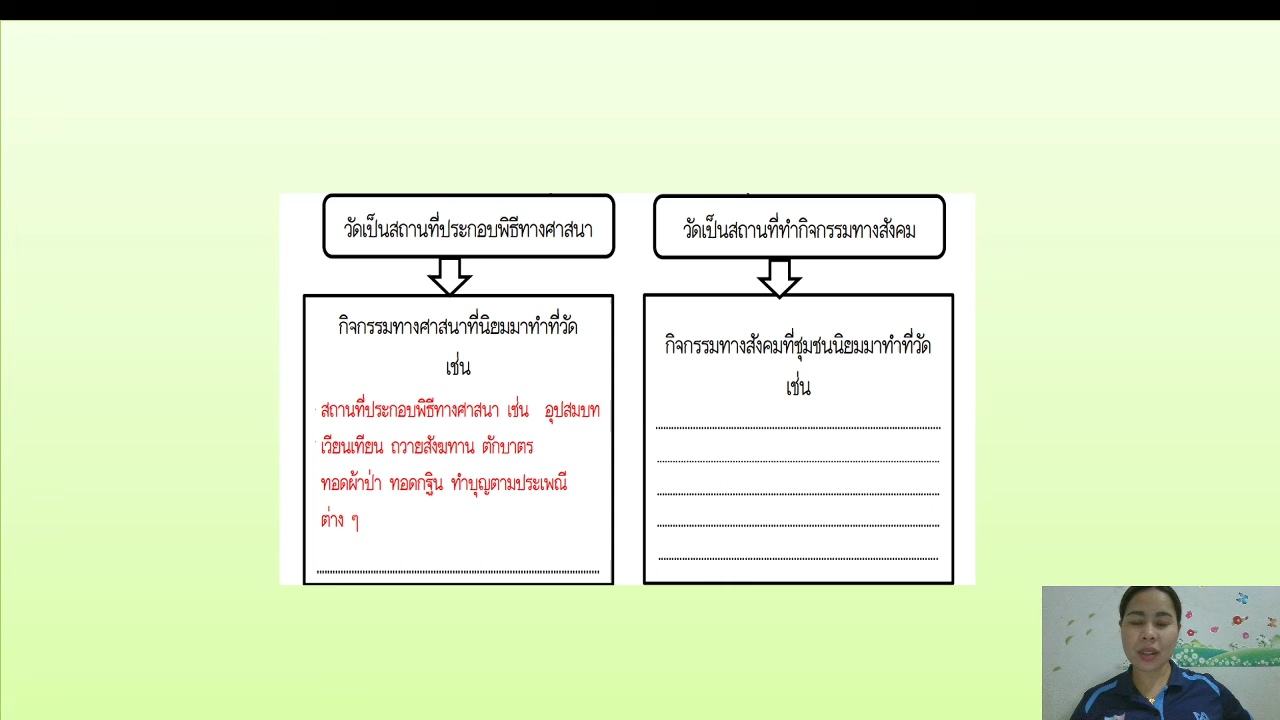 วัดเป็นสถานที่ประกอบพิธีทางศาสนา
กิจกรรมทางศาสนาที่นิยมมาทำที่วัด
เช่น
สถานที่ประกอบพิธีทางศาสนา เช่น อุปสมบท
เวียนเทียน ถวายสังฆทาน ตักบาตร
ทอดผ้าป่า ทอดกฐิน ทำบุญตามประเพณี
ต่าง ๆ
วัดเป็นสถานที่ทำกิจกรรมทางสังคม
กิจกรรมทางสังคมที่ชุมชนนิยมมาทำที่วัด
เช่น